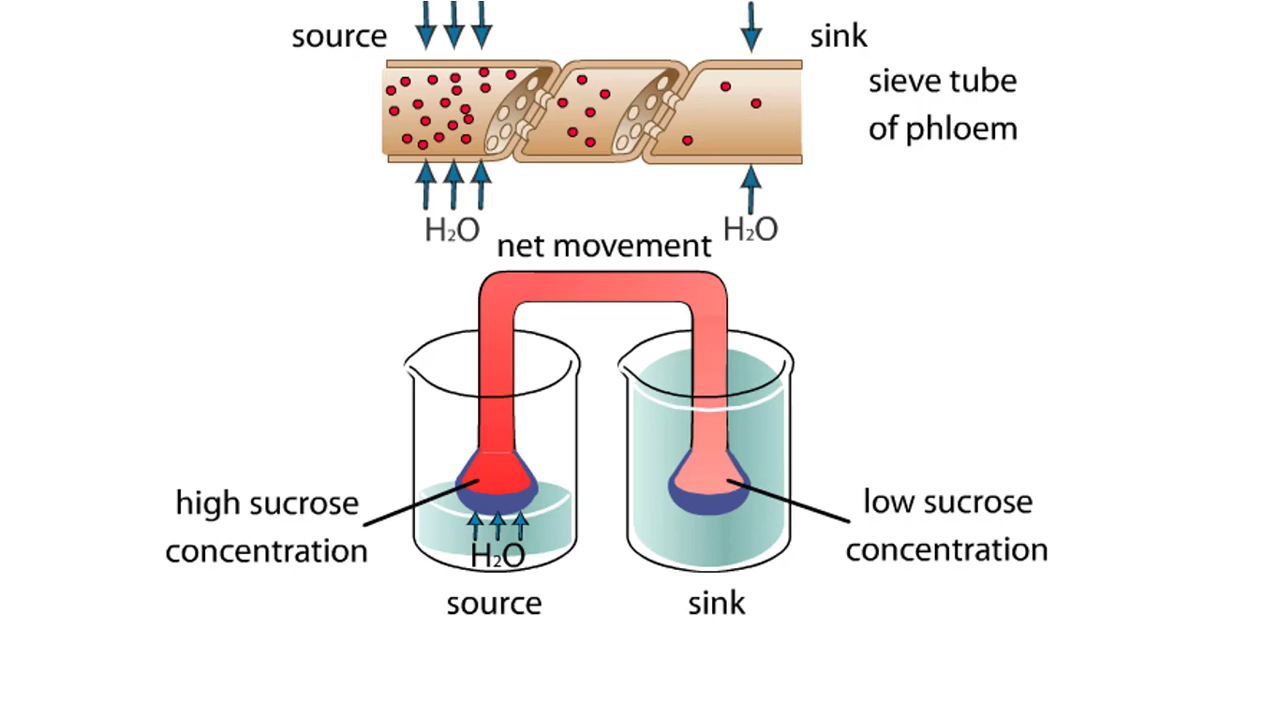 source
sink
sieve tube
of phloem
H₂O
H₂O
net movement
high sucrose
concentration
low sucrose
concentration
H₂O
source
sink